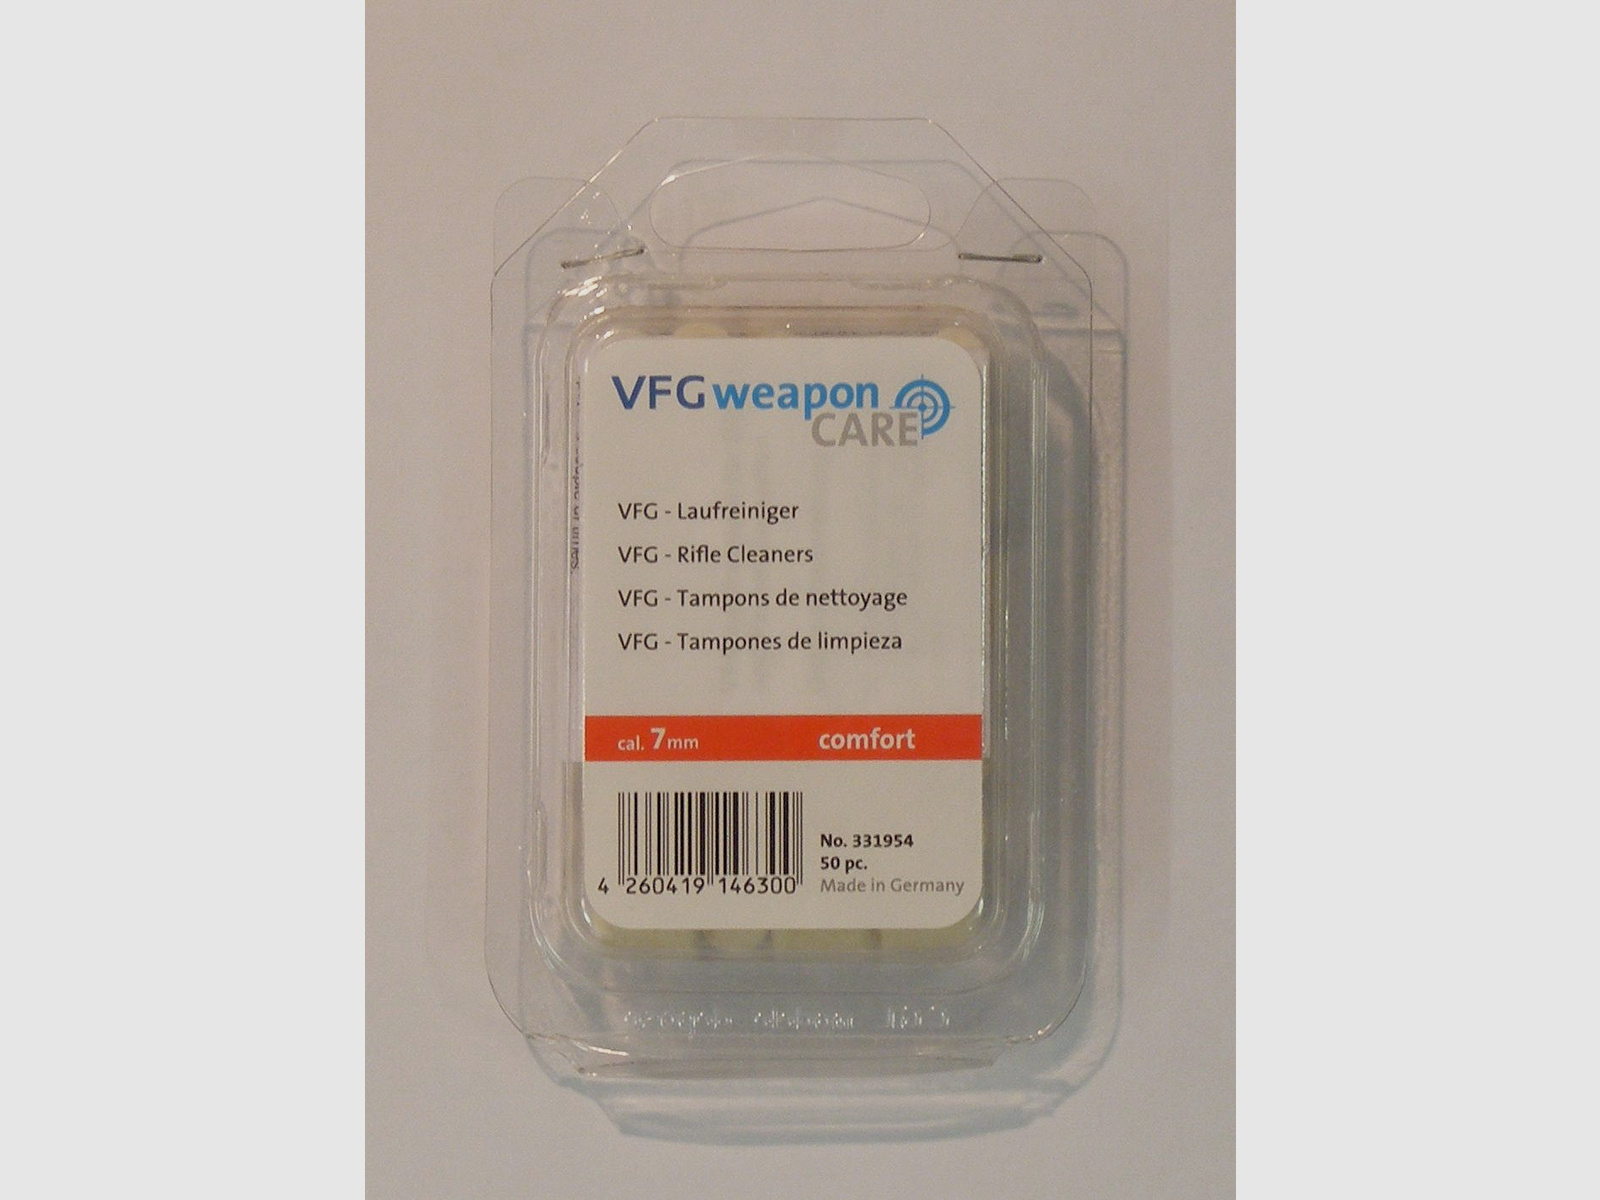 VFG weapon
CARE
VFG - Laufreiniger
VFG - Rifle Cleaners
VFG - Tampons de nettoyage
VFG - Tampones de limpieza
cal. 7mm comfort
No. 331954
50 pc.
Made in Germany
4 260419 146300